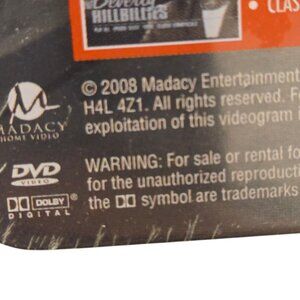 Beverly
HILLBILLIES
• CLAS
© 2008 Madacy Entertainment
H4L 4Z1. All rights reserved. Fo
exploitation of this videogram i
MADACY
HOME VIDEO
WARNING: For sale or rental fo
for the unauthorized reproducti
the DD symbol are trademarks
DVD
VIDEO
DOLBY
DIGITAL